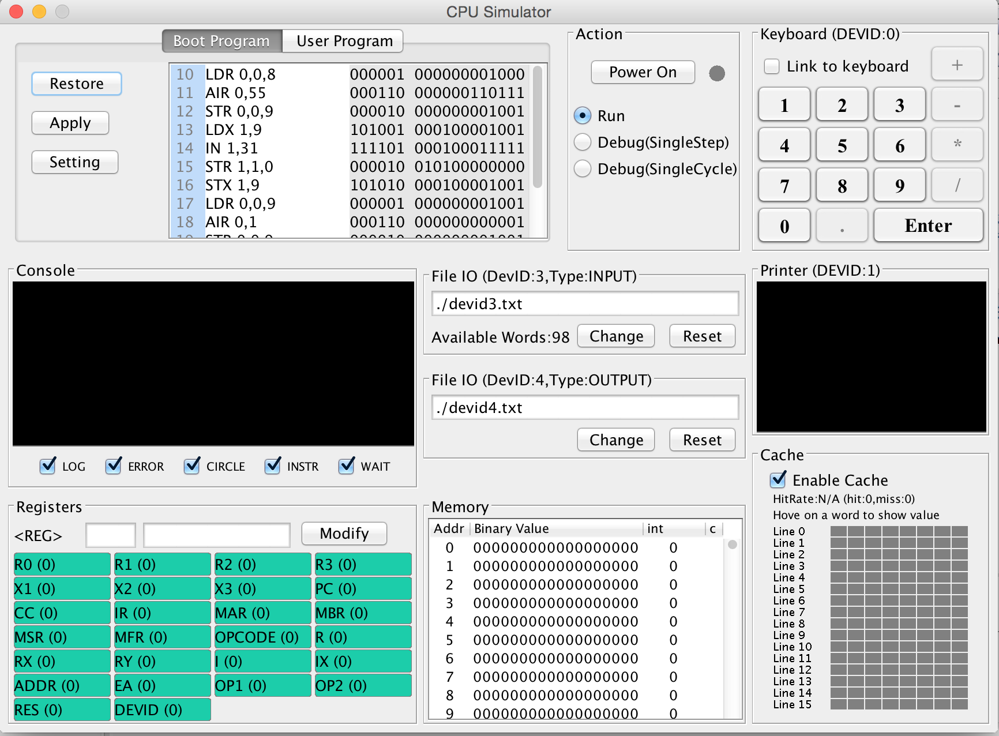 CPU Simulator
Boot Program
User Program
Restore
Apply
Setting
10 LDR 0,0,8 000001 000000001000
11 AIR 0,55 000110 000000110111
12 STR 0,0,9 000010 000000001001
13 LDX 1,9 101001 000100001001
14 IN 1,31 111101 000100011111
15 STR 1,1,0 000010 010100000000
16 STX 1,9 101010 000100001001
17 LDR 0,0,9 000001 000000001001
18 AIR 0,1 000110 000000000001
19 STR 0,0,9 000010 000000001001
Action
Power On
Run
Debug(SingleStep)
Debug(SingleCycle)
Keyboard (DEVID:0)
Link to keyboard +
1 2 3 -
4 5 6 *
7 8 9 /
0 . Enter
Console
LOG ERROR CIRCLE INSTR WAIT
File IO (DevID:3,Type:INPUT)
./devid3.txt
Available Words:98 Change Reset
File IO (DevID:4,Type:OUTPUT)
./devid4.txt
Change Reset
Printer (DEVID:1)
Registers
<REG> Modify
R0 (0) R1 (0) R2 (0) R3 (0)
X1 (0) X2 (0) X3 (0) PC (0)
CC (0) IR (0) MAR (0) MBR (0)
MSR (0) MFR (0) OPCODE (0) R (0)
RX (0) RY (0) I (0) IX (0)
ADDR (0) EA (0) OP1 (0) OP2 (0)
RES (0) DEVID (0)
Memory
Addr Binary Value int c
0 000000000000000000 0
1 000000000000000000 0
2 000000000000000000 0
3 000000000000000000 0
4 000000000000000000 0
5 000000000000000000 0
6 000000000000000000 0
7 000000000000000000 0
8 000000000000000000 0
9 000000000000000000 0
Cache
Enable Cache
HitRate:N/A (hit:0,miss:0)
Hove on a word to show value
Line 0
Line 1
Line 2
Line 3
Line 4
Line 5
Line 6
Line 7
Line 8
Line 9
Line 10
Line 11
Line 12
Line 13
Line 14
Line 15